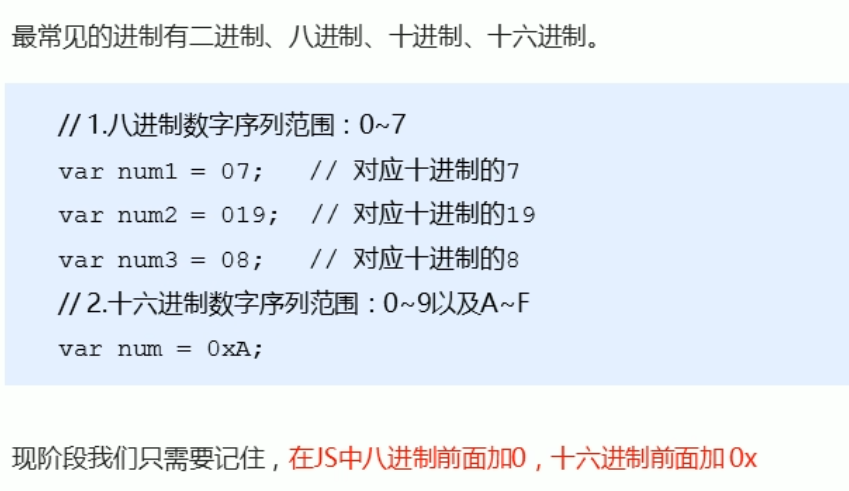 最常见的进制有二进制、八进制、十进制、十六进制。
// 1.八进制数字序列范围：0~7
var num1 = 07;   // 对应十进制的7
var num2 = 019;  // 对应十进制的19
var num3 = 08;   // 对应十进制的8
// 2.十六进制数字序列范围：0~9以及A~F
var num = 0xA;
现阶段我们只需要记住，在JS中八进制前面加0，十六进制前面加 0x